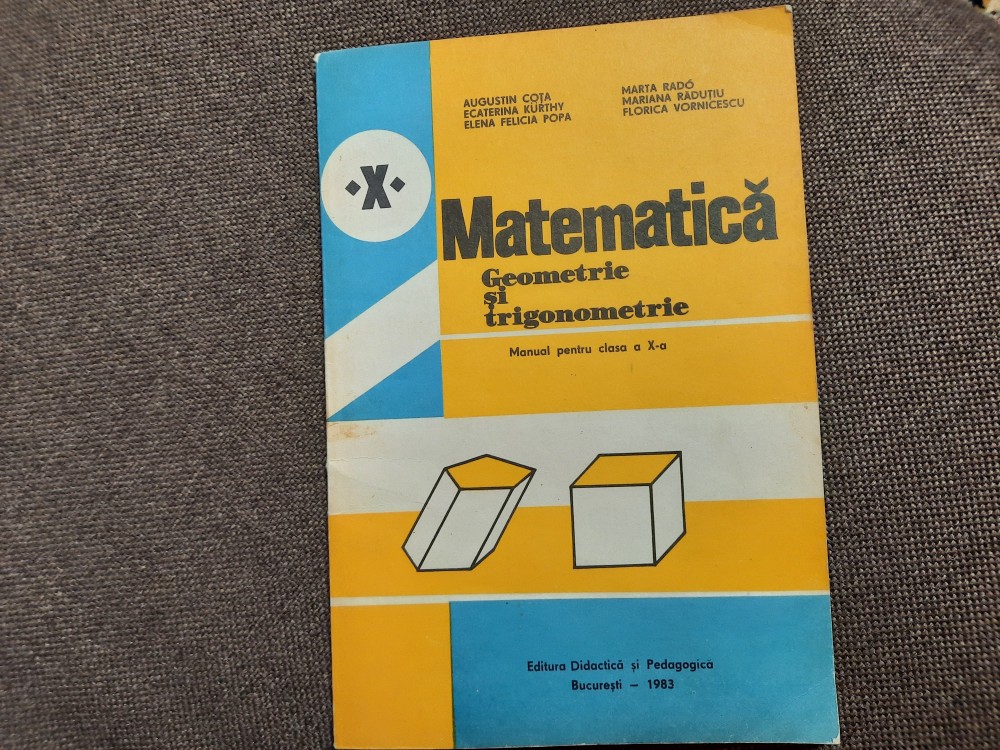 AUGUSTIN COȚA
ECATERINA KURTHY
ELENA FELICIA POPA
MARTA RADÓ
MARIANA RĂDUȚIU
FLORICA VORNICESCU
·X·
Matematică
Geometrie
și
trigonometrie
Manual pentru clasa a X-a
Editura Didactică și Pedagogică
București – 1983